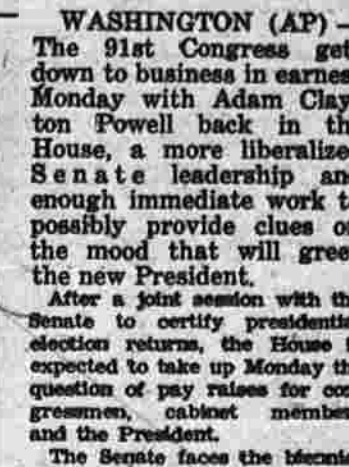 WASHINGTON (AP) —
The 91st Congress get
down to business in earnes
Monday with Adam Clay
ton Powell back in th
House, a more liberalize
Senate leadership an
enough immediate work t
possibly provide clues o
the mood that will gree
the new President.
After a joint session with th
Senate to certify presidentia
election returns, the House i
expected to take up Monday th
question of pay raises for con
gressmen, cabinet member
and the President.
The Senate faces the biennia